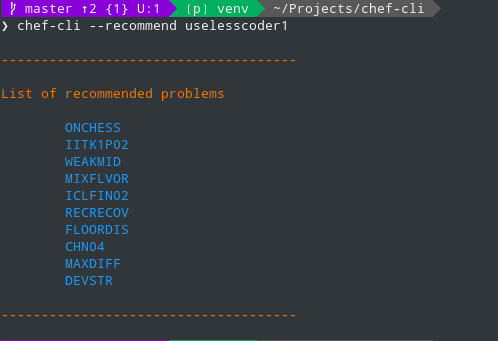 master ↑2 {1} U:1 (p) venv ~/Projects/chef-cli
❯ chef-cli --recommend uselesscoder1
-------------------------------------
List of recommended problems
ONCHESS
IITK1P02
WEAKMID
MIXFLVOR
ICLFIN02
RECRECOV
FLOORDIS
CHN04
MAXDIFF
DEVSTR
-------------------------------------